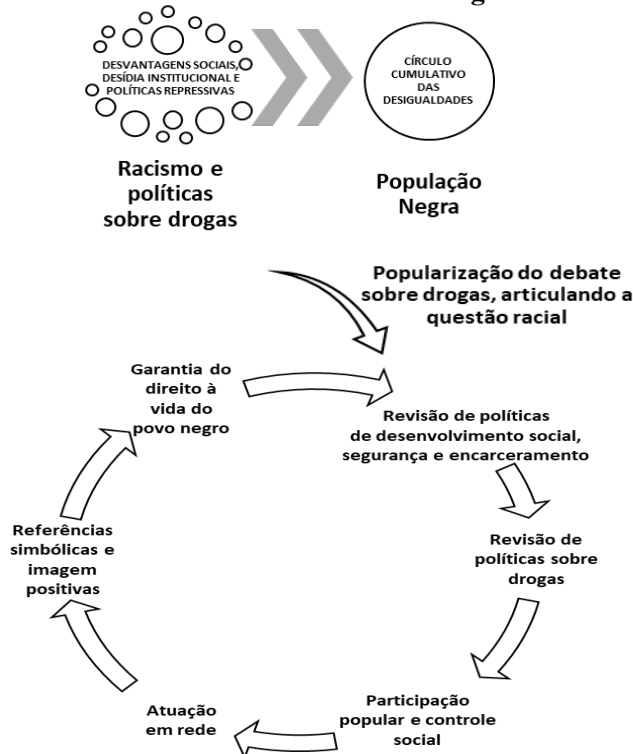 DESVANTAGENS SOCIAIS,
DESÍDIA INSTITUCIONAL E
POLÍTICAS REPRESSIVAS
CÍRCULO
CUMULATIVO
DAS
DESIGUALDADES
Racismo e
políticas
sobre drogas
População
Negra
Popularização do debate
sobre drogas, articulando a
questão racial
Garantia do
direito à
vida do
povo negro
Revisão de políticas
de desenvolvimento social,
segurança e encarceramento
Revisão de
políticas sobre
drogas
Participação
popular e controle
social
Atuação
em rede
Referências
simbólicas e
imagem
positivas